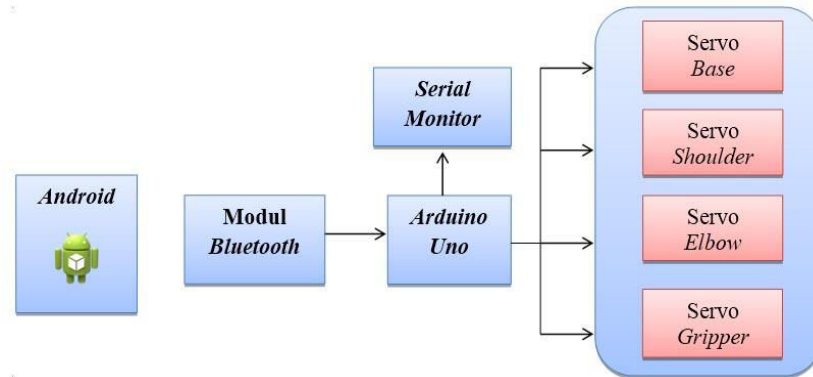 Android
Modul
Bluetooth
Serial
Monitor
Arduino
Uno
Servo
Base
Servo
Shoulder
Servo
Elbow
Servo
Gripper